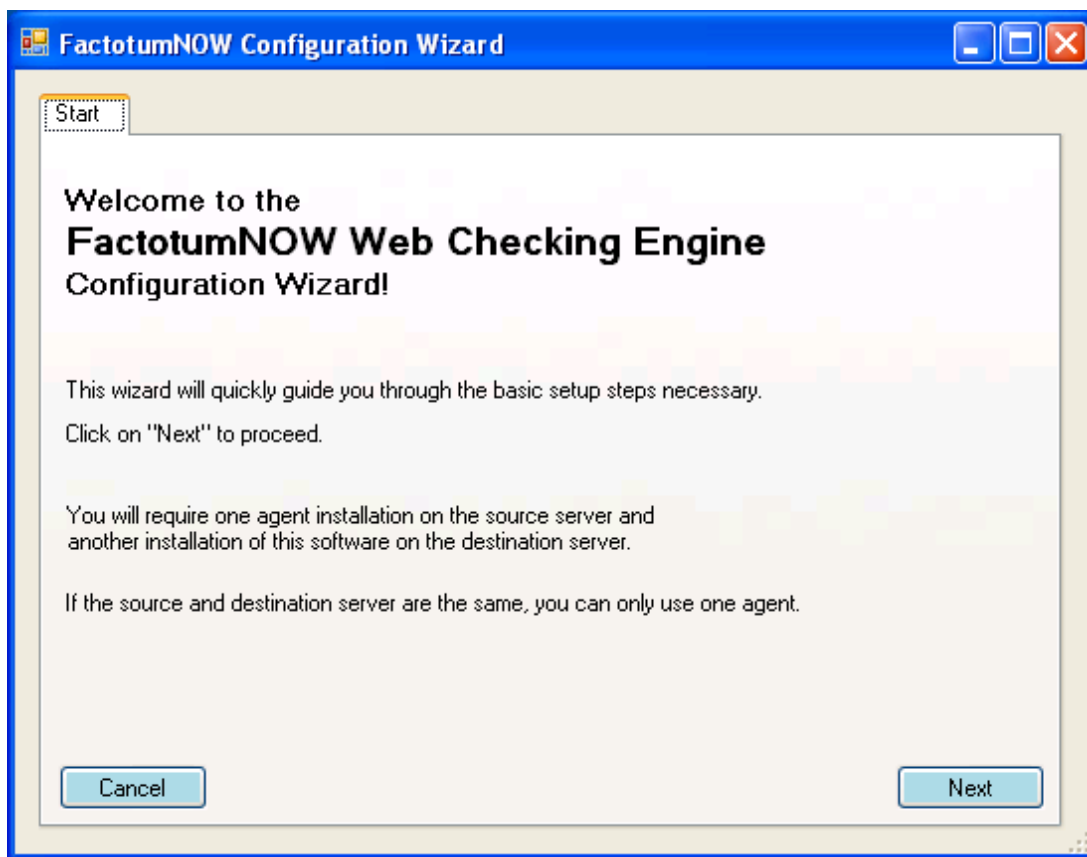 FactotumNOW Configuration Wizard
Start
Welcome to the
FactotumNOW Web Checking Engine
Configuration Wizard!
This wizard will quickly guide you through the basic setup steps necessary.
Click on "Next" to proceed.
You will require one agent installation on the source server and
another installation of this software on the destination server.
If the source and destination server are the same, you can only use one agent.
Cancel
Next